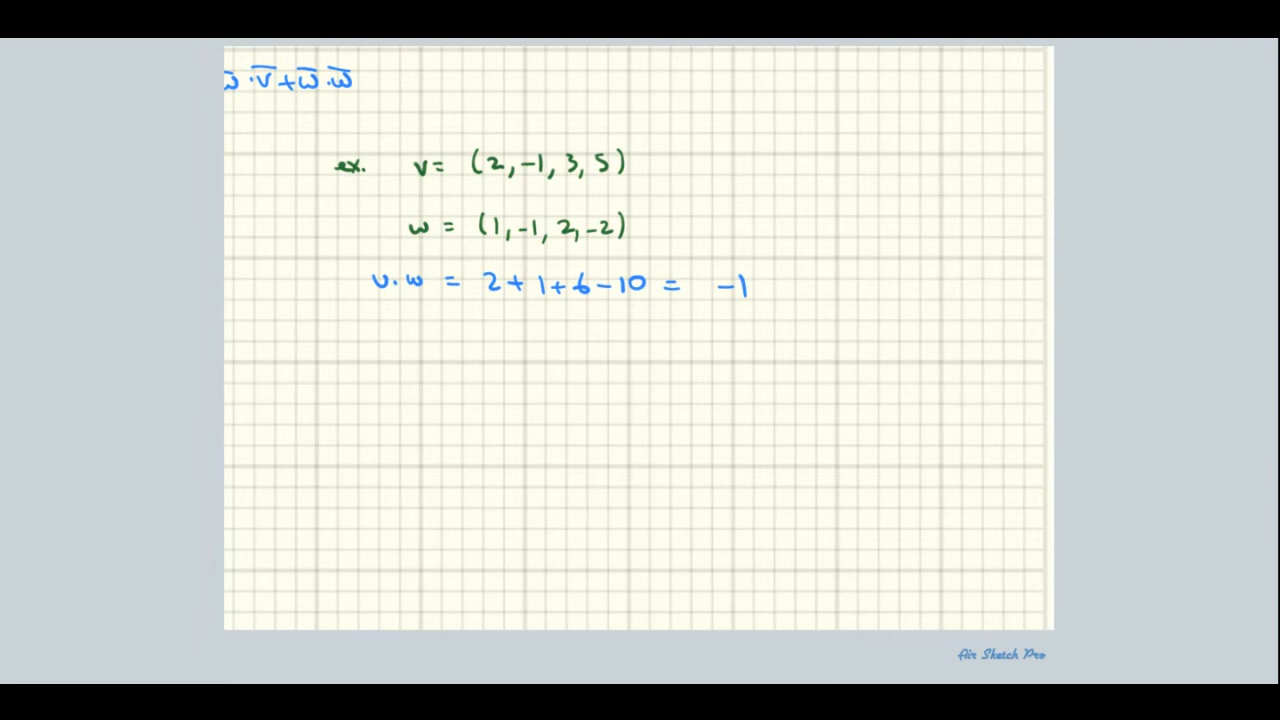 w̅ · v̅ + w̅ · w̅
ex. v = (2, -1, 3, 5)
w = (1, -1, 2, -2)
v . w = 2 + 1 + 6 - 10 = -1
Air Sketch Pro